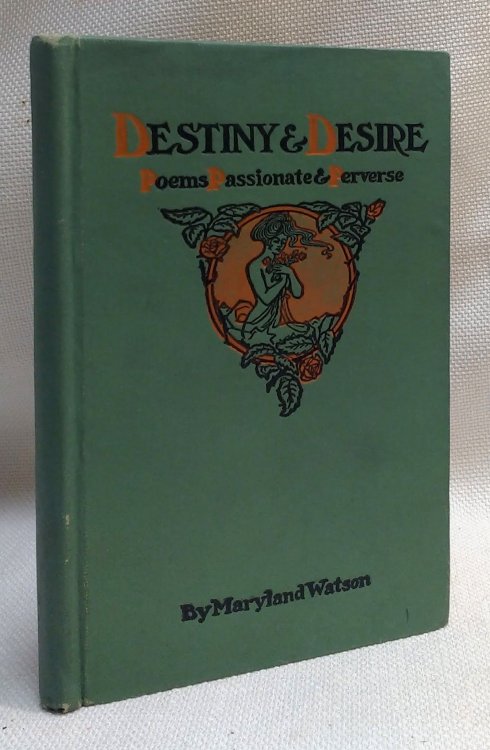 DESTINY & DESIRE
Poems Passionate & Perverse
By Maryland Watson